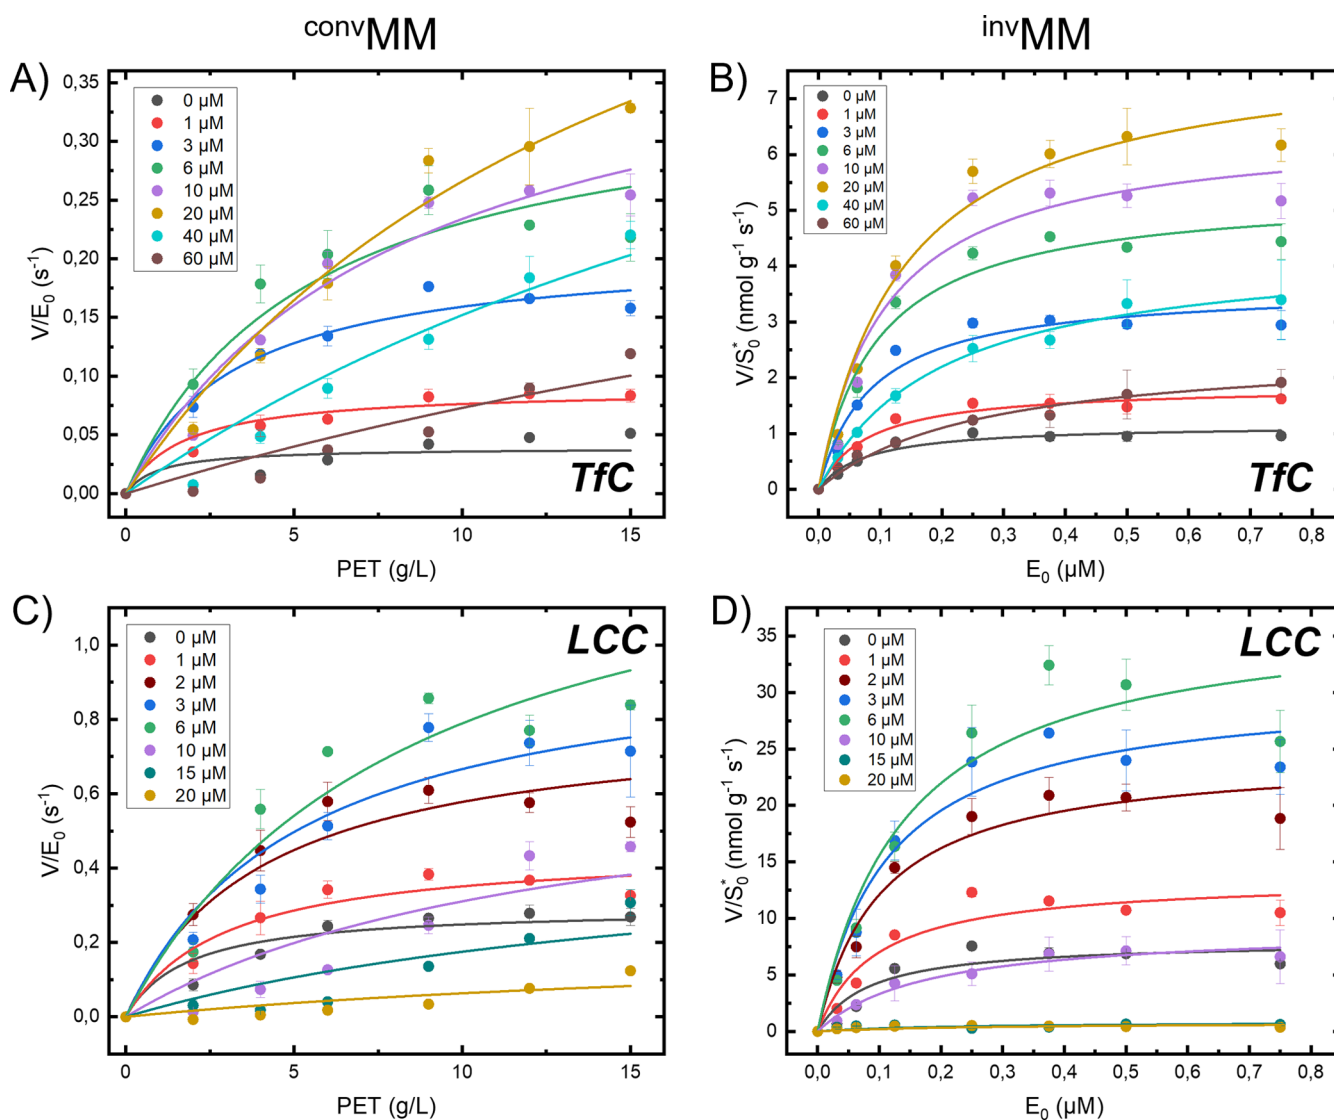 convMM
invMM
A)
0,35
0,30
0,25
0,20
0,15
0,10
0,05
0,00
V/E0 (s-1)
0 µM
1 µM
3 µM
6 µM
10 µM
20 µM
40 µM
60 µM
TfC
0
5
10
15
PET (g/L)
B)
7
6
5
4
3
2
1
0
V/S0* (nmol g-1 s-1)
0 µM
1 µM
3 µM
6 µM
10 µM
20 µM
40 µM
60 µM
TfC
0,0
0,1
0,2
0,3
0,4
0,5
0,6
0,7
0,8
E0 (µM)
C)
1,0
0,8
0,6
0,4
0,2
0,0
V/E0 (s-1)
0 µM
1 µM
2 µM
3 µM
6 µM
10 µM
15 µM
20 µM
LCC
0
5
10
15
PET (g/L)
D)
35
30
25
20
15
10
5
0
V/S0* (nmol g-1 s-1)
0 µM
1 µM
2 µM
3 µM
6 µM
10 µM
15 µM
20 µM
LCC
0,0
0,1
0,2
0,3
0,4
0,5
0,6
0,7
0,8
E0 (µM)